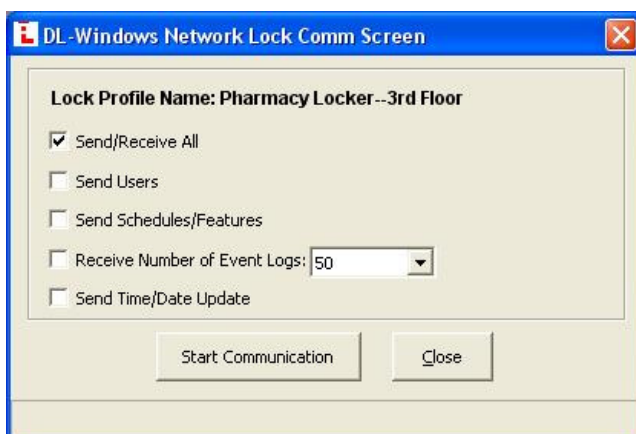 DL-Windows Network Lock Comm Screen
Lock Profile Name: Pharmacy Locker--3rd Floor
Send/Receive All
Send Users
Send Schedules/Features
Receive Number of Event Logs: 50
Send Time/Date Update
Start Communication Close